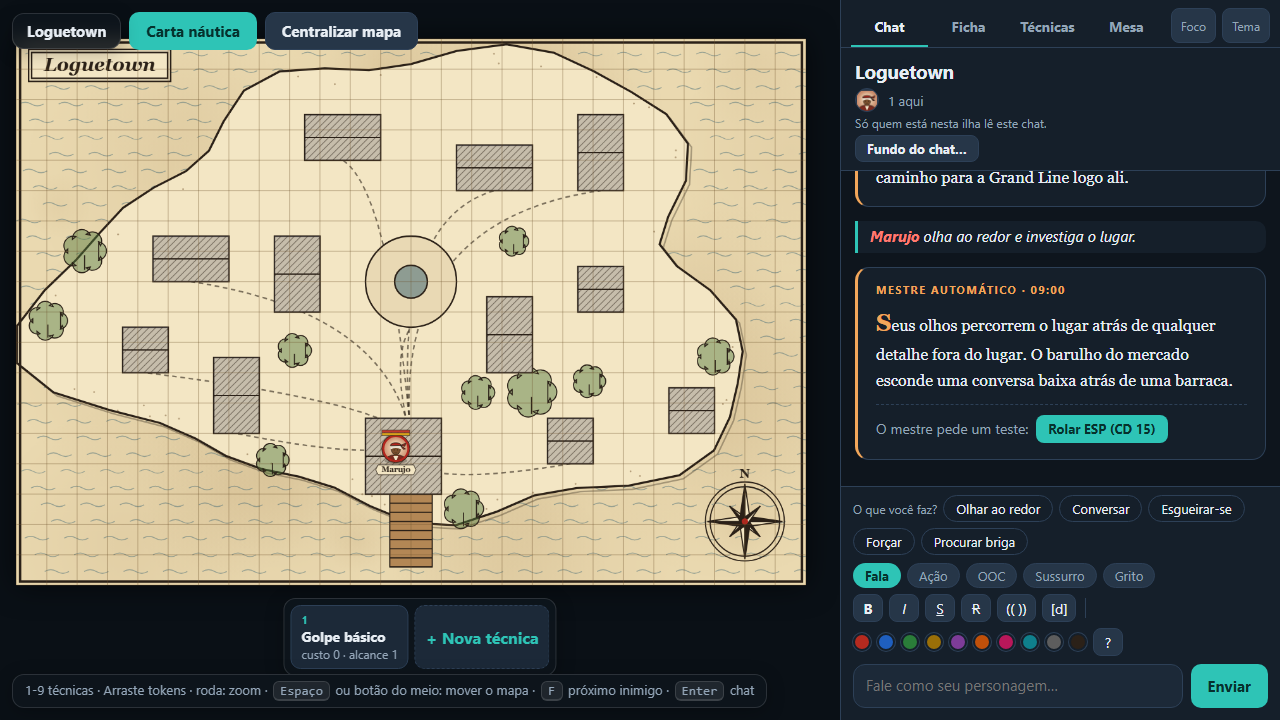 Loguetown
Carta náutica
Centralizar mapa
Loguetown
Marujo
N
1
Golpe básico
custo 0 · alcance 1
+ Nova técnica
1-9 técnicas · Arraste tokens · roda: zoom · Espaço ou botão do meio: mover o mapa · F próximo inimigo · Enter chat
Chat
Ficha
Técnicas
Mesa
Foco
Tema
Loguetown
1 aqui
Só quem está nesta ilha lê este chat.
Fundo do chat...
caminho para a Grand Line logo ali.
Marujo olha ao redor e investiga o lugar.
MESTRE AUTOMÁTICO · 09:00
Seus olhos percorrem o lugar atrás de qualquer
detalhe fora do lugar. O barulho do mercado
esconde uma conversa baixa atrás de uma barraca.
O mestre pede um teste: Rolar ESP (CD 15)
O que você faz? Olhar ao redor Conversar Esgueirar-se
Forçar Procurar briga
Fala Ação OOC Sussurro Grito
B I S R (( )) [d]
?
Fale como seu personagem...
Enviar